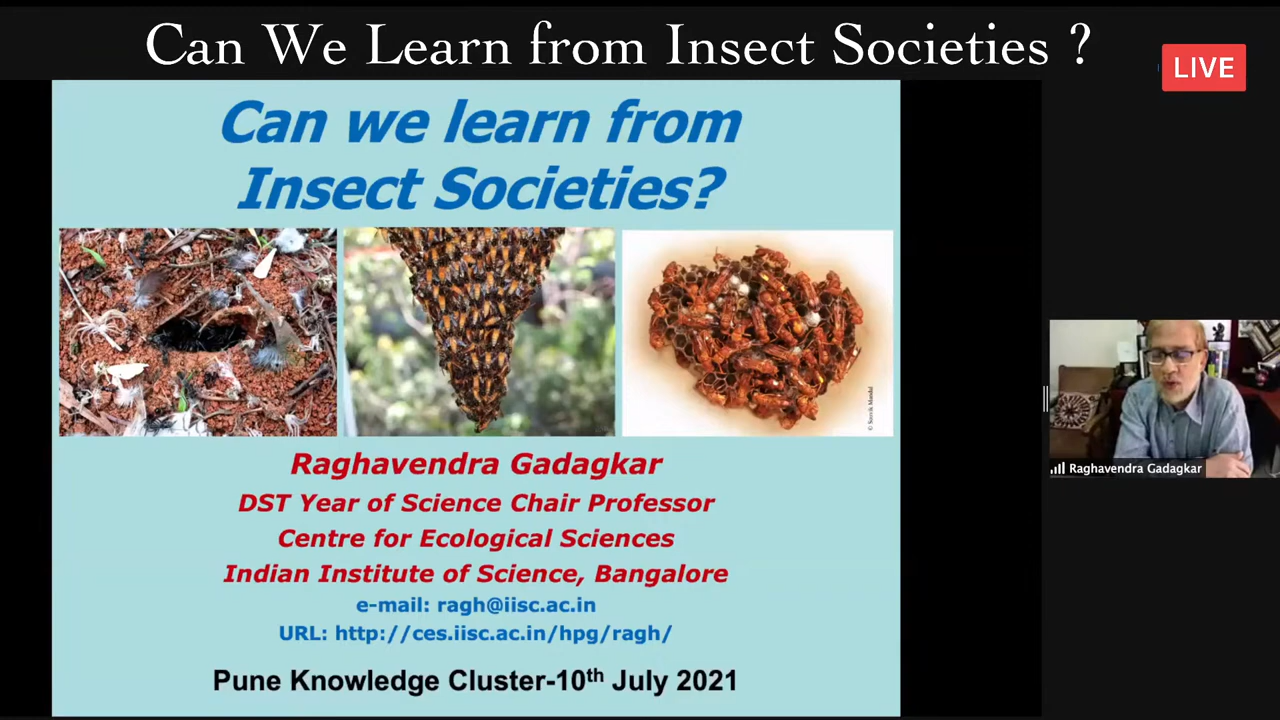 Can We Learn from Insect Societies ?
LIVE
Can we learn from
Insect Societies?
© Souvik Mandal
Raghavendra Gadagkar
DST Year of Science Chair Professor
Centre for Ecological Sciences
Indian Institute of Science, Bangalore
e-mail: ragh@iisc.ac.in
URL: http://ces.iisc.ac.in/hpg/ragh/
Pune Knowledge Cluster-10th July 2021
Raghavendra Gadagkar